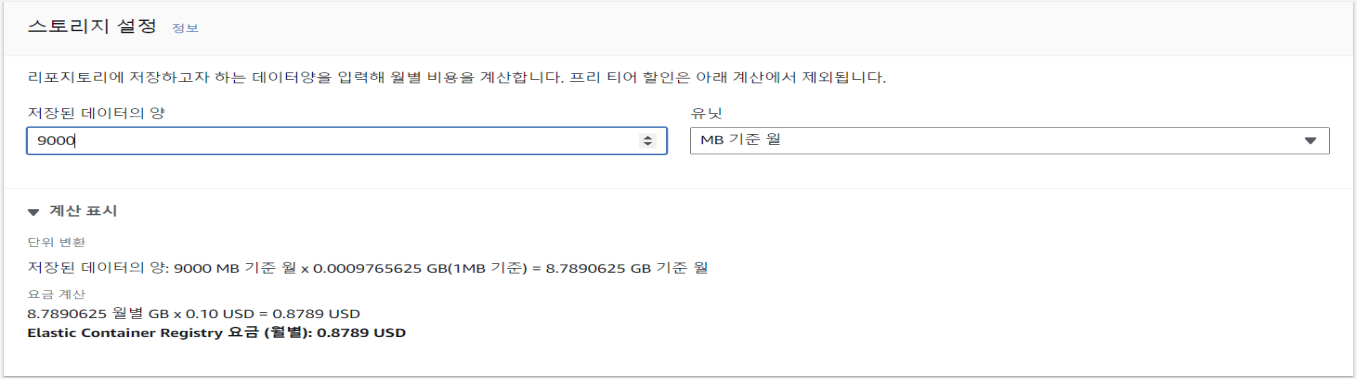 스토리지 설정 정보
리포지토리에 저장하고자 하는 데이터양을 입력해 월별 비용을 계산합니다. 프리 티어 할인은 아래 계산에서 제외됩니다.
저장된 데이터의 양 유닛
9000 MB 기준 월
계산 표시
단위 변환
저장된 데이터의 양: 9000 MB 기준 월 x 0.0009765625 GB(1MB 기준) = 8.7890625 GB 기준 월
요금 계산
8.7890625 월별 GB x 0.10 USD = 0.8789 USD
Elastic Container Registry 요금 (월별): 0.8789 USD